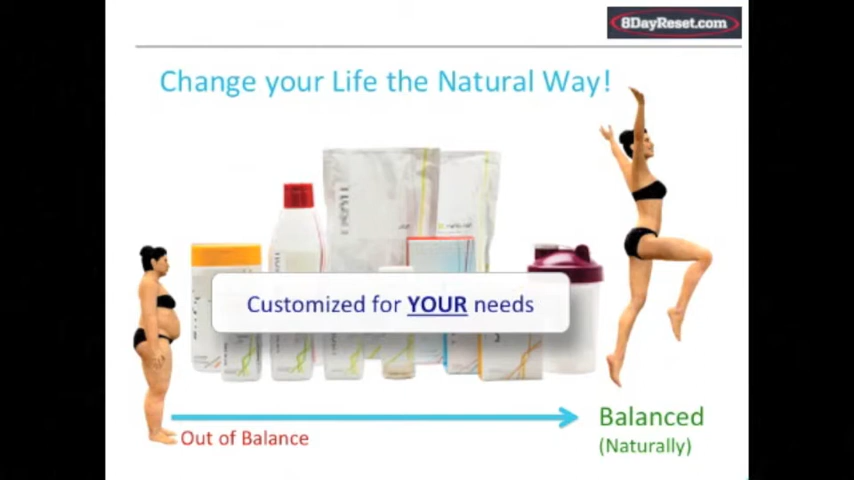 8DayReset.com
Change your Life the Natural Way!
Customized for YOUR needs
Out of Balance
Balanced
(Naturally)